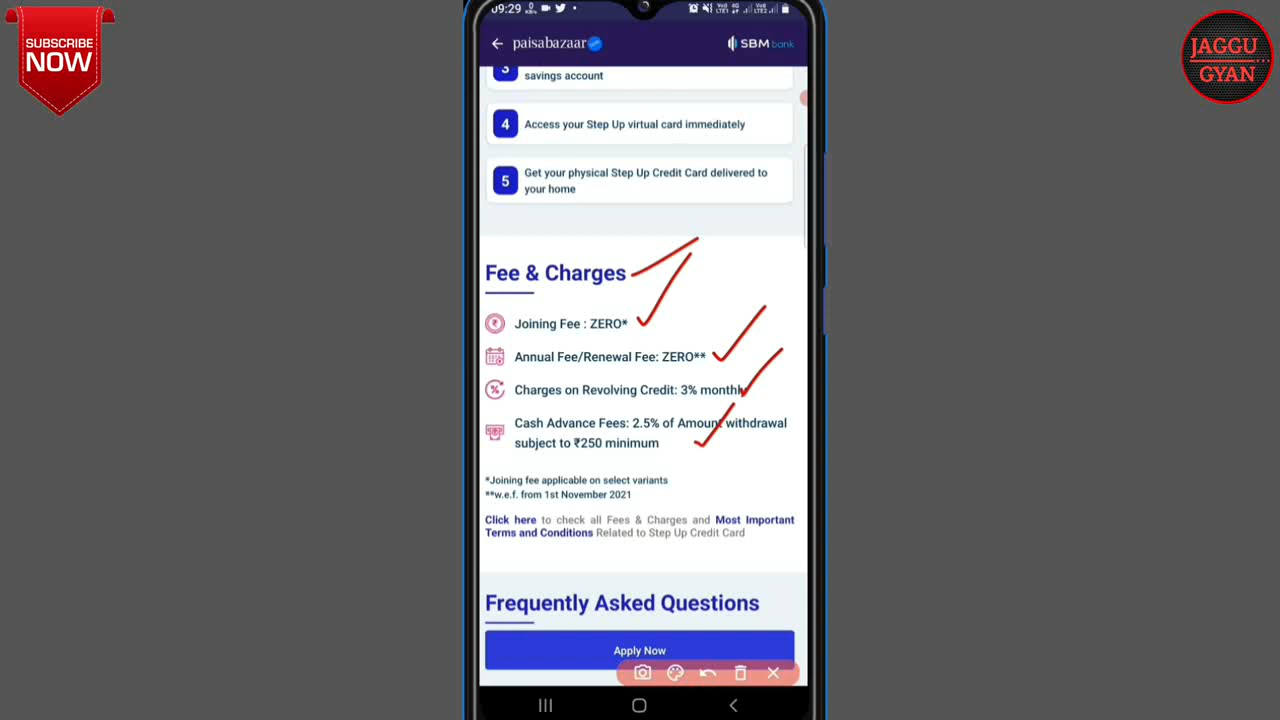 SUBSCRIBE
NOW
JAGGU
GYAN
09:29
paisabazaar
SBM bank
3
savings account
4
Access your Step Up virtual card immediately
5
Get your physical Step Up Credit Card delivered to
your home
Fee & Charges
Joining Fee : ZERO*
Annual Fee/Renewal Fee: ZERO**
Charges on Revolving Credit: 3% monthly
Cash Advance Fees: 2.5% of Amount withdrawal
subject to ₹250 minimum
*Joining fee applicable on select variants
**w.e.f. from 1st November 2021
Click here to check all Fees & Charges and Most Important
Terms and Conditions Related to Step Up Credit Card
Frequently Asked Questions
Apply Now